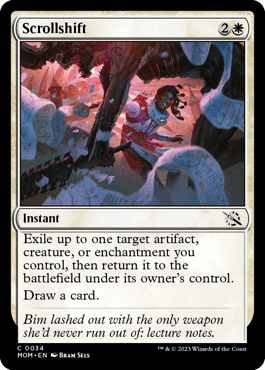 Scrollshift 2
Instant
Exile up to one target artifact,
creature, or enchantment you
control, then return it to the
battlefield under its owner's control.
Draw a card.
Bim lashed out with the only weapon
she'd never run out of: lecture notes.
C 0034
MOM • EN Bram Sels
™ & © 2023 Wizards of the Coast